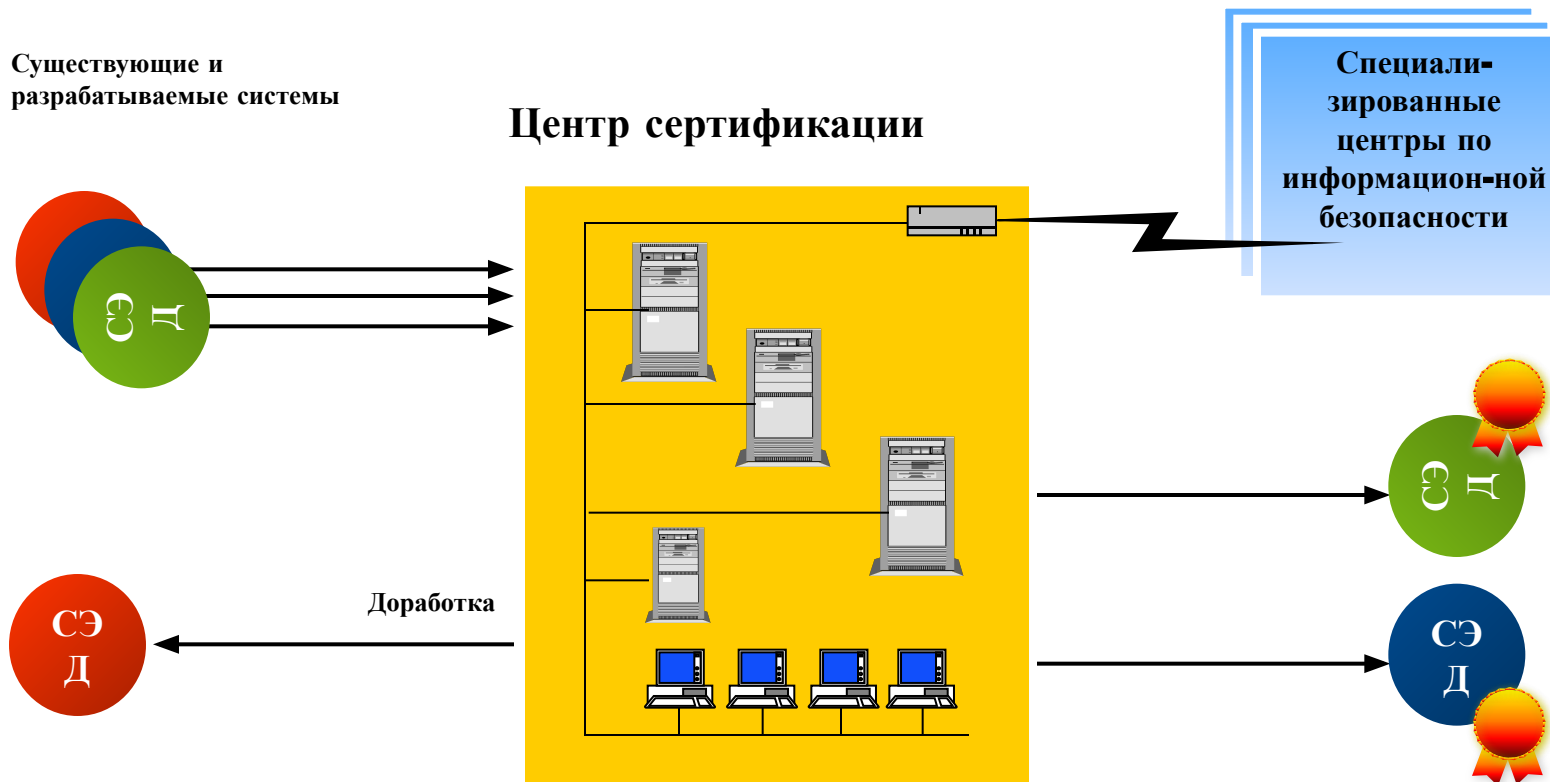 Существующие и
разрабатываемые системы
Центр сертификации
Специали-
зированные
центры по
информацион-ной
безопасности
СЭ
Д
СЭ
Д
Доработка
СЭ
Д
СЭ
Д